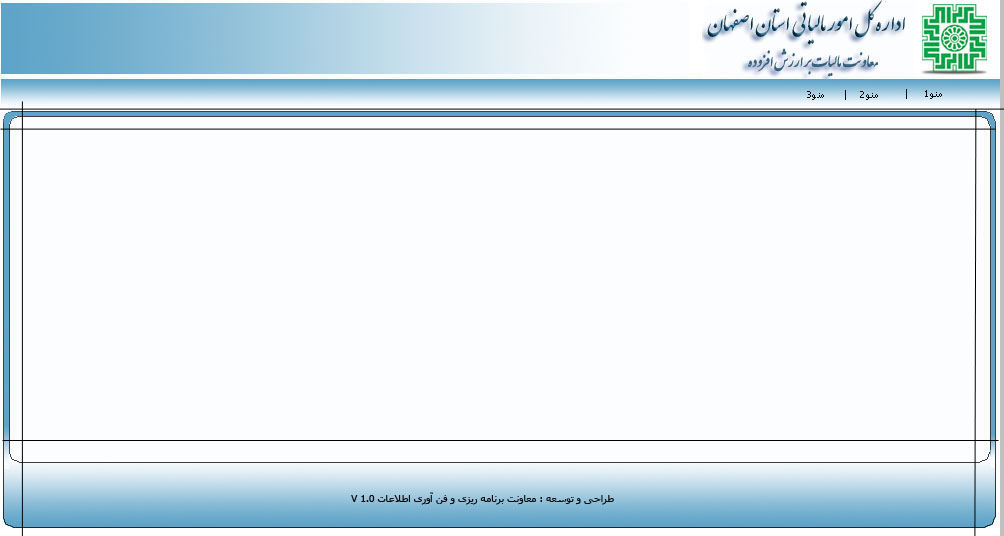 اداره کل امور مالیاتی استان اصفهان
معاونت مالیات بر ارزش افزوده
منو1 | منو2 | منو3
طراحی و توسعه : معاونت برنامه ریزی و فن آوری اطلاعات V 1.0